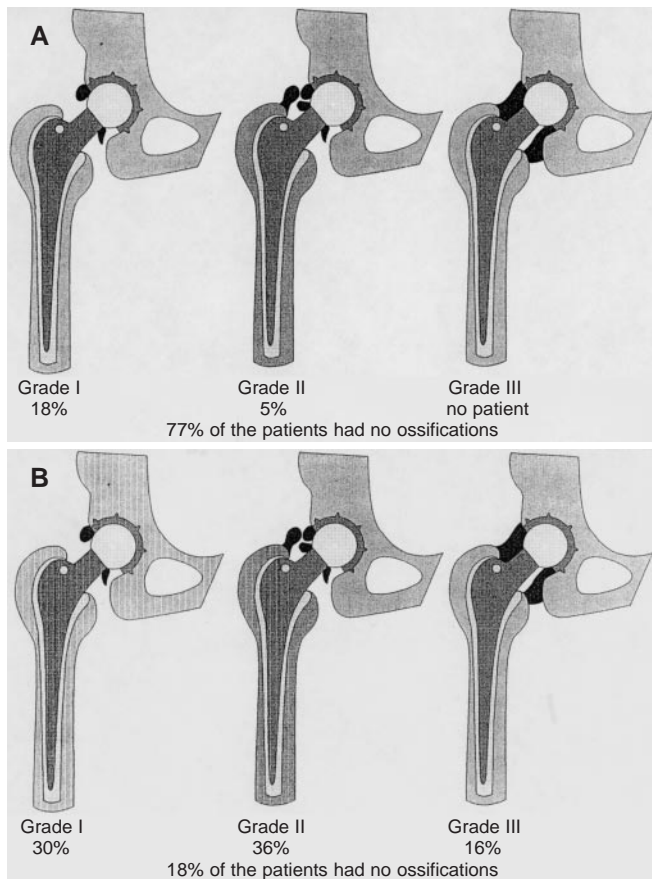 A
Grade I Grade II Grade III
18% 5% no patient
77% of the patients had no ossifications
B
Grade I Grade II Grade III
30% 36% 16%
18% of the patients had no ossifications